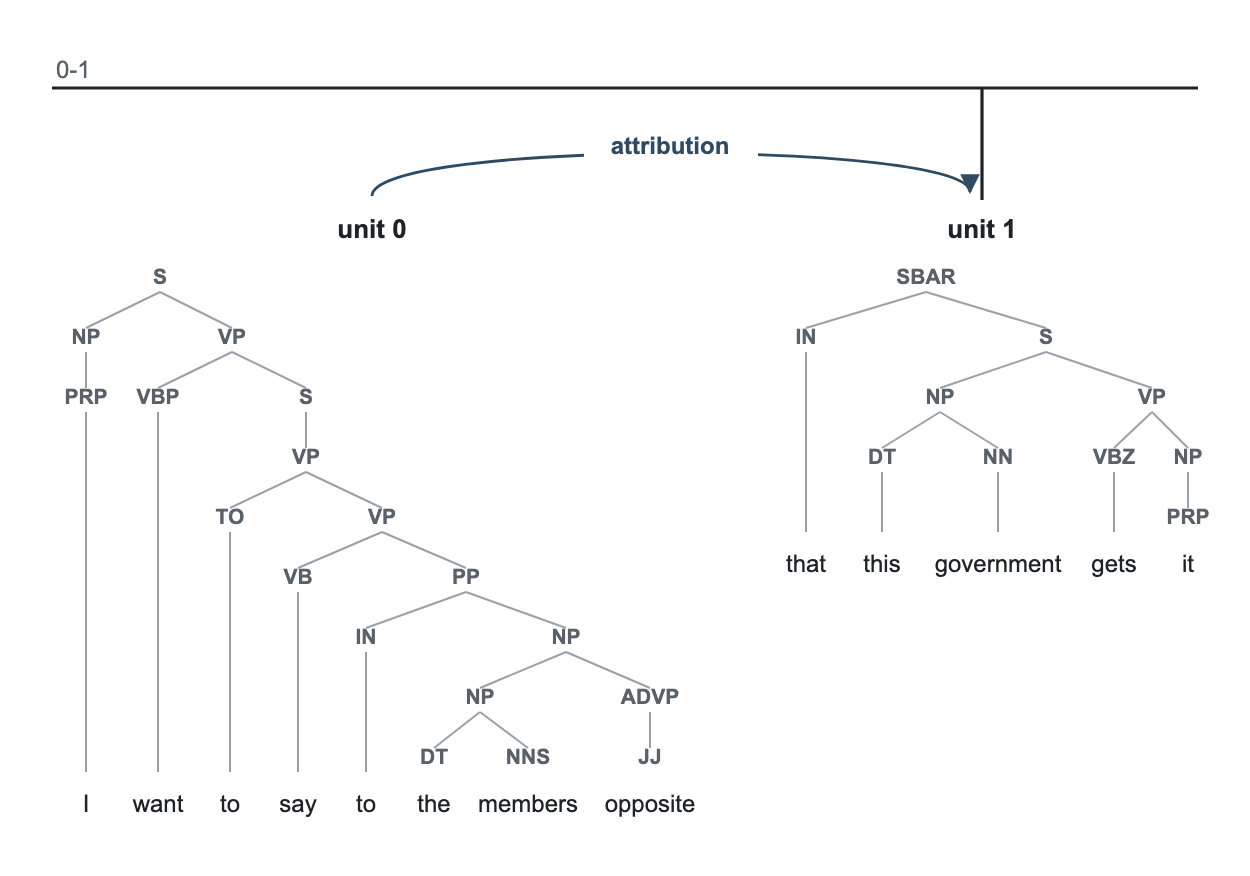 0-1
attribution
unit 0 unit 1
S SBAR
NP VP IN S
PRP VBP S NP VP
VP DT NN VBZ NP
TO VP PRP
that this government gets it
VB PP
IN NP
NP ADVP
DT NNS JJ
I want to say to the members opposite